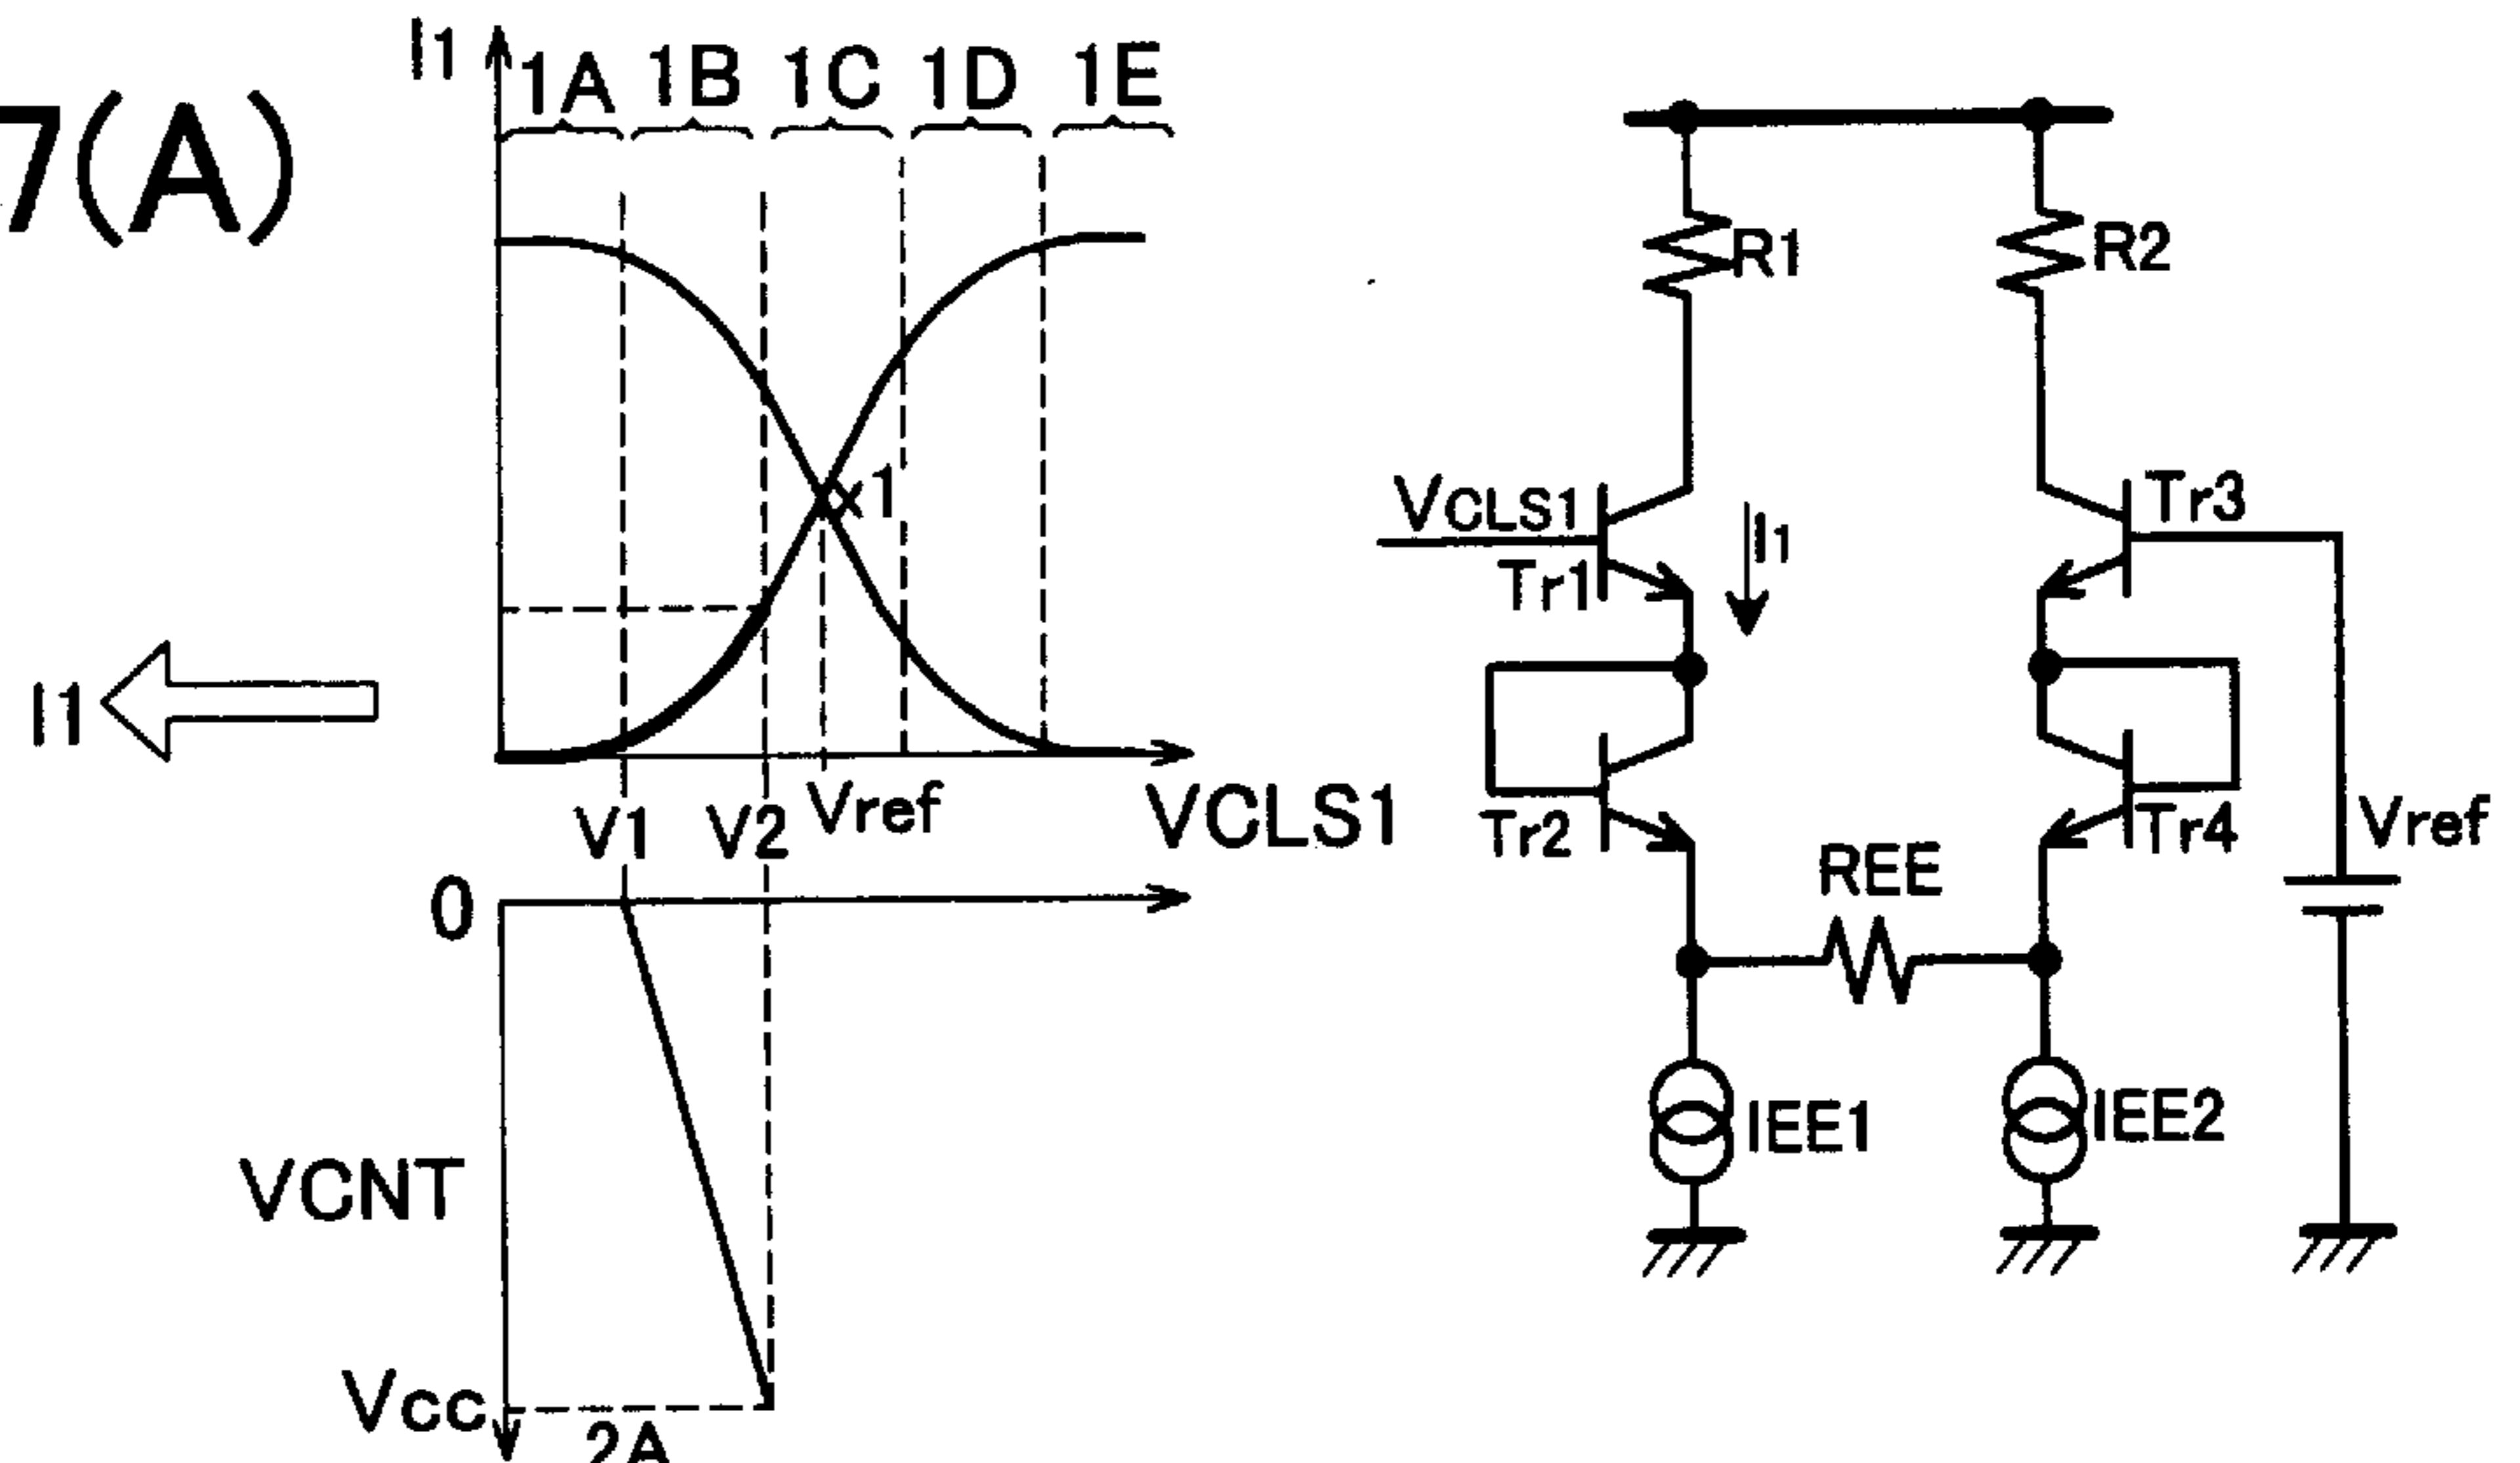 7(A)
I1
1A 1B 1C 1D 1E
x1
I1
V1 V2 Vref VCLS1
0
VCNT
Vcc
2A
R1 R2
VCLS1
Tr1
I1
Tr3
Tr2
Tr4
Vref
REE
IEE1
IEE2